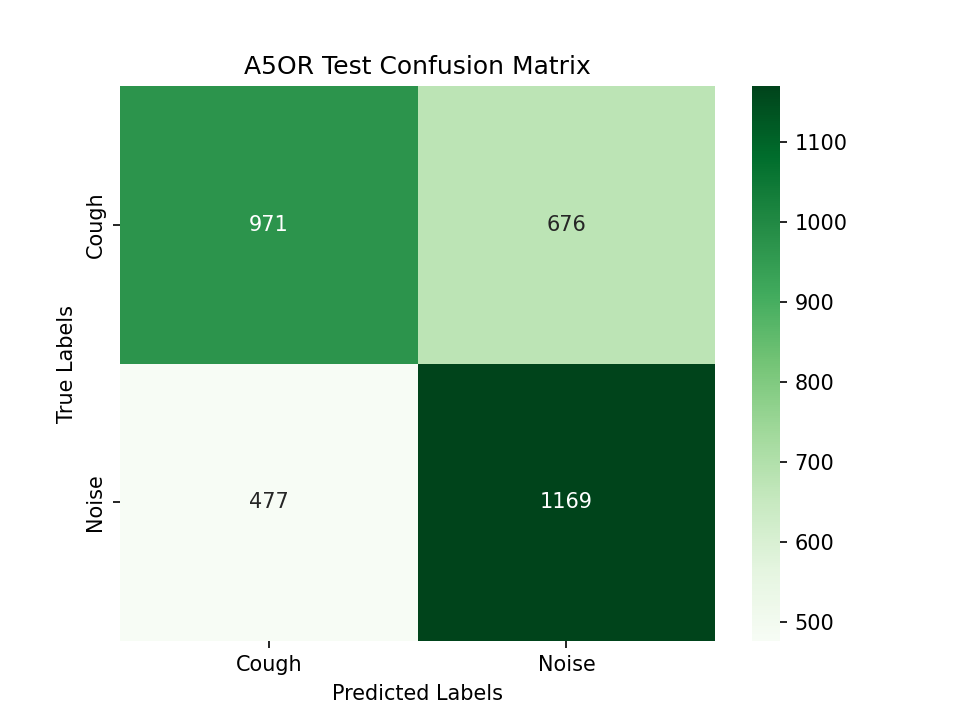 A5OR Test Confusion Matrix
True Labels
Cough
971
676
Noise
477
1169
Cough
Noise
Predicted Labels
1100
1000
900
800
700
600
500